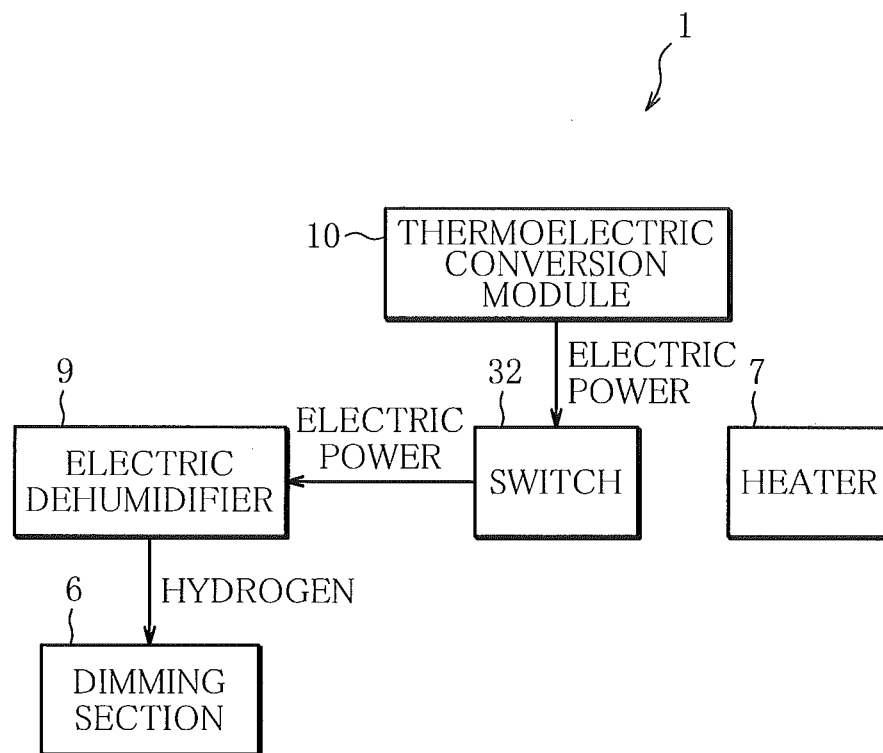 1
10
THERMOELECTRIC
CONVERSION
MODULE
ELECTRIC
POWER
9
32
7
ELECTRIC
POWER
ELECTRIC
DEHUMIDIFIER
SWITCH
HEATER
HYDROGEN
6
DIMMING
SECTION